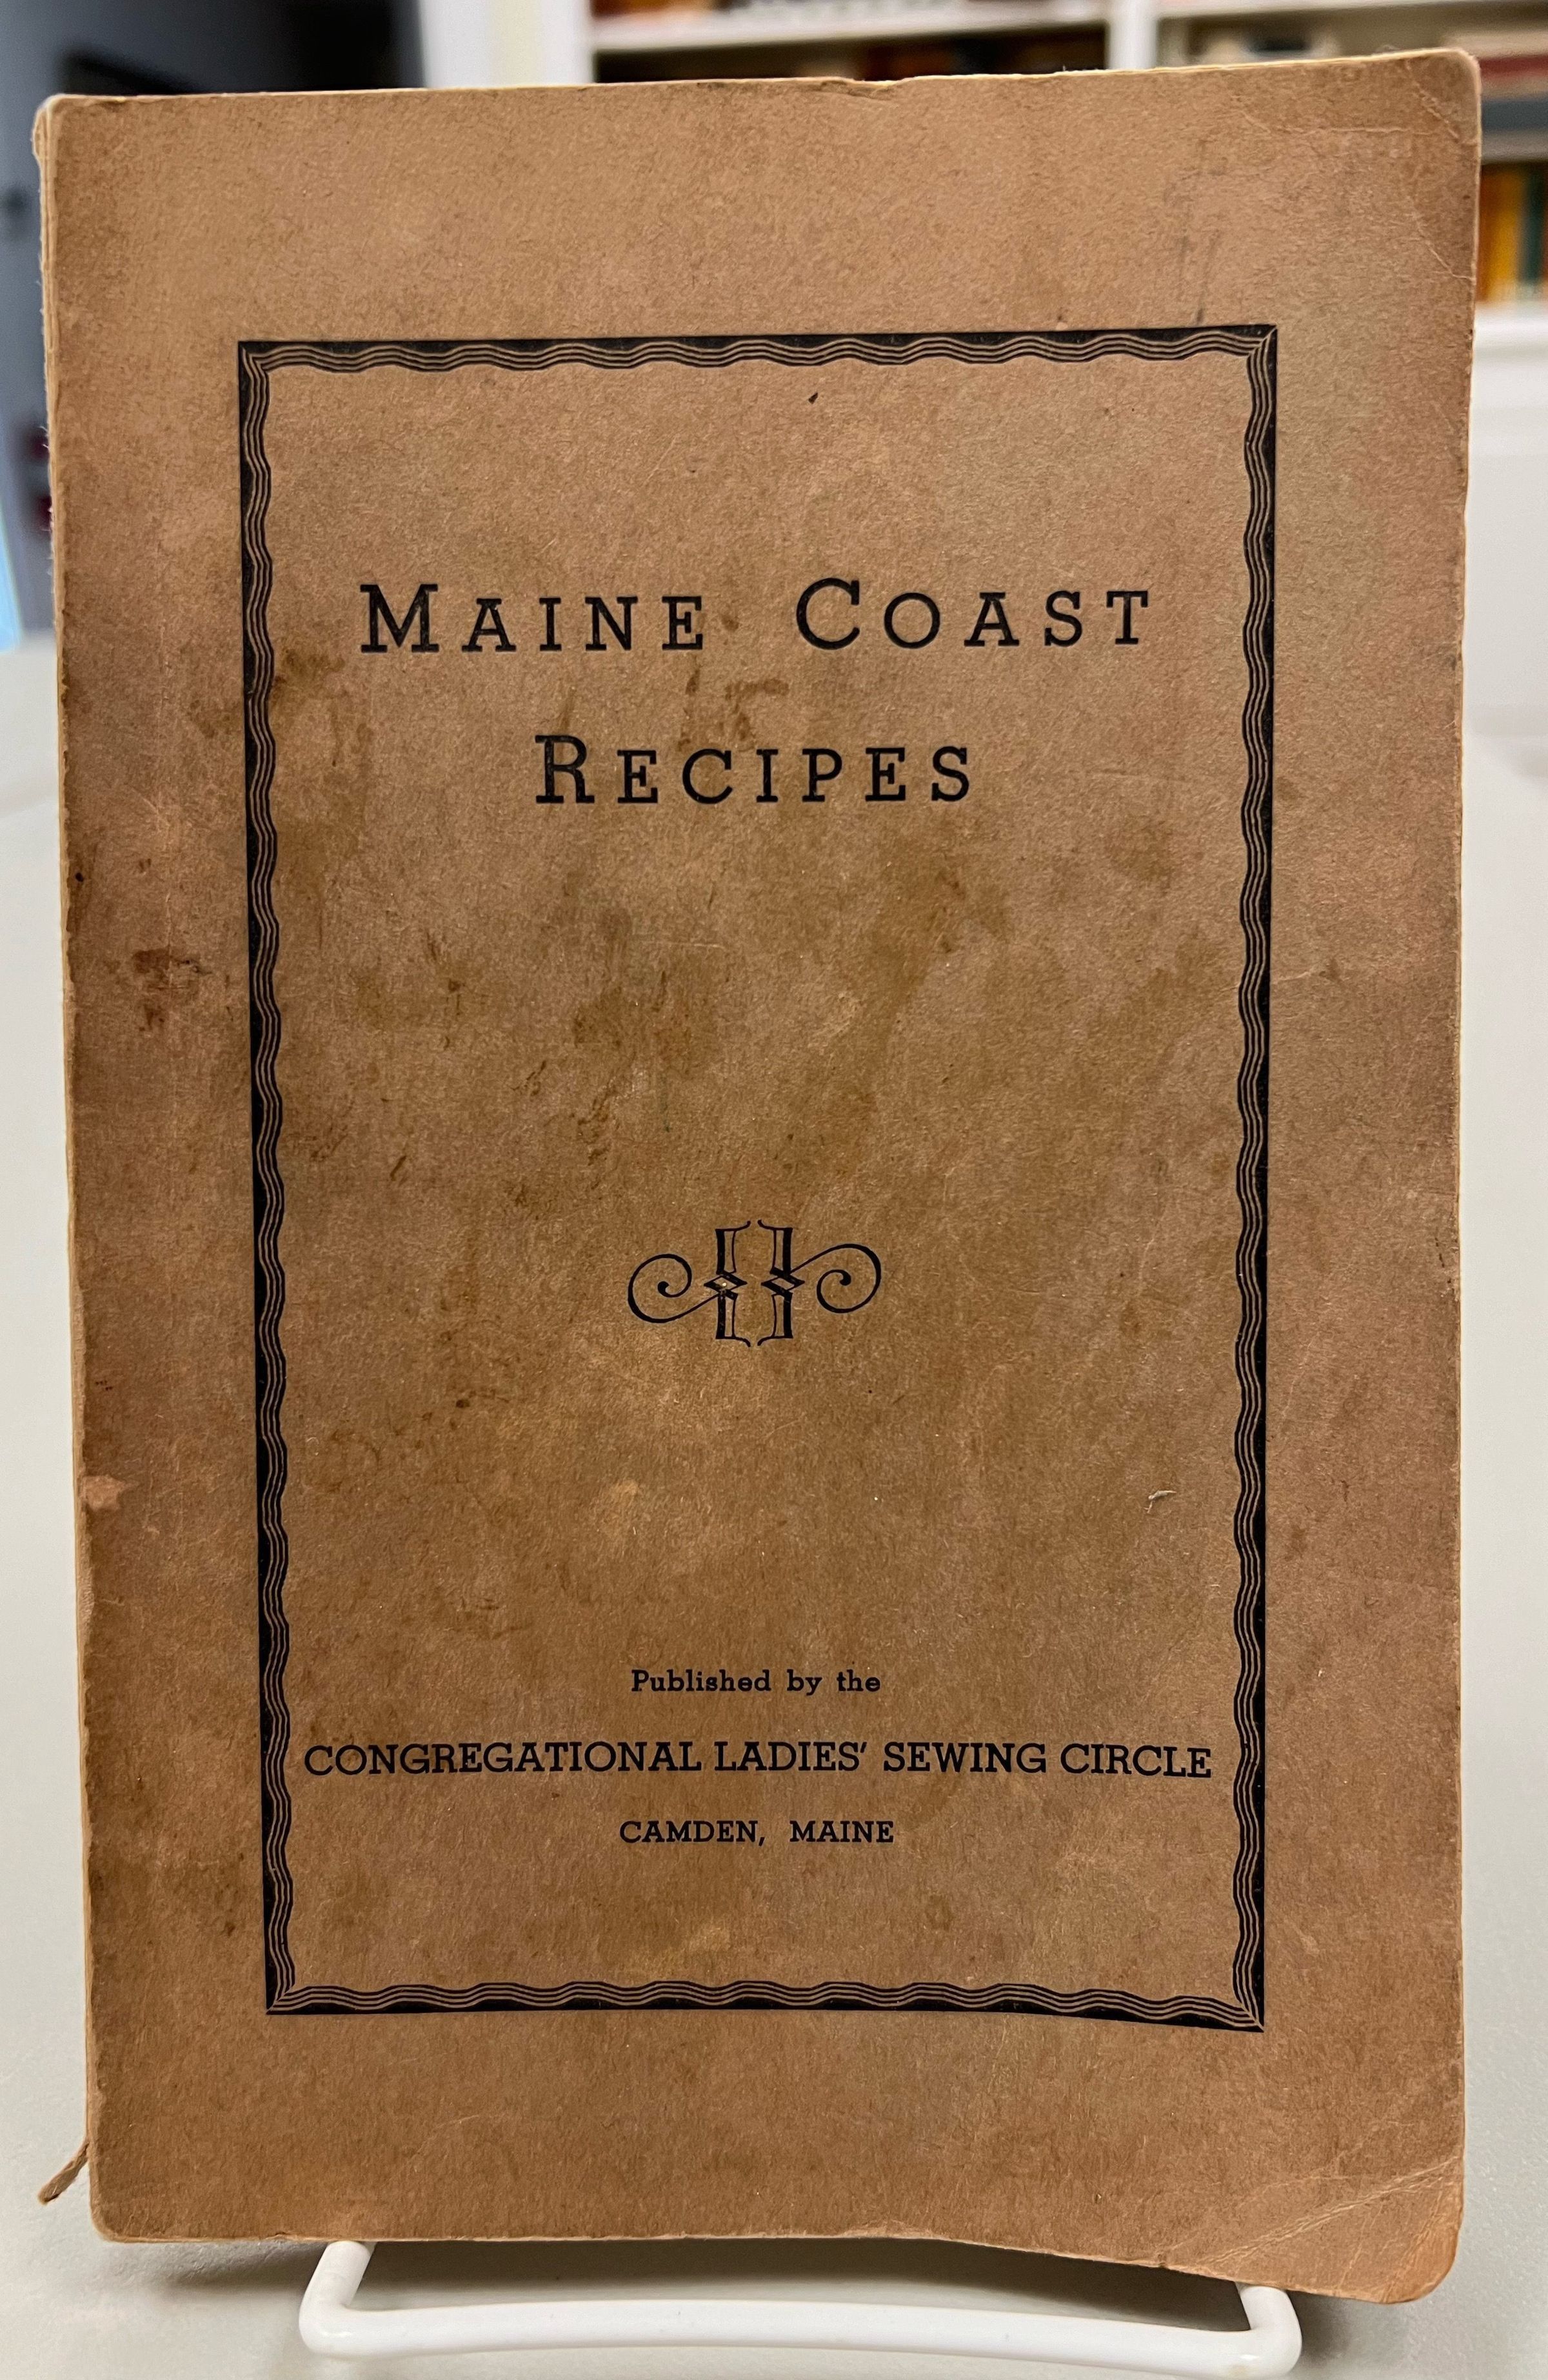 MAINE COAST
RECIPES
Published by the
CONGREGATIONAL LADIES' SEWING CIRCLE
CAMDEN, MAINE